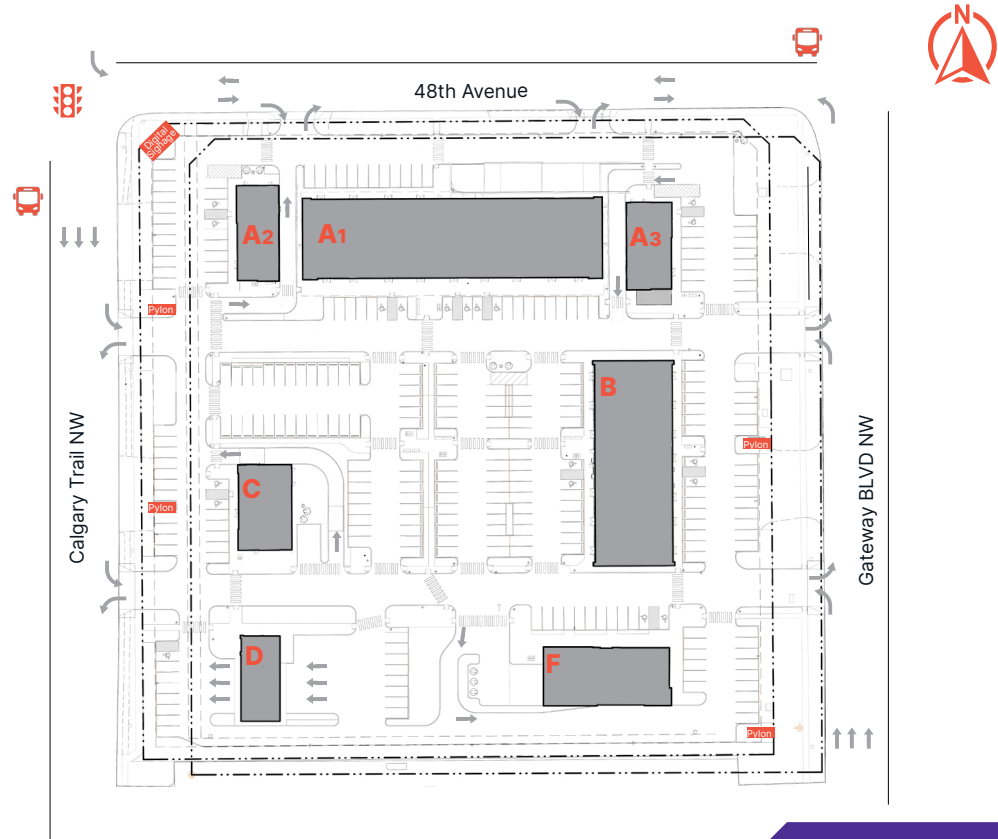 N
48th Avenue
Digital
Signage
A2
A1
A3
Pylon
B
Calgary Trail NW
Pylon
Gateway BLVD NW
C
Pylon
D
F
Pylon